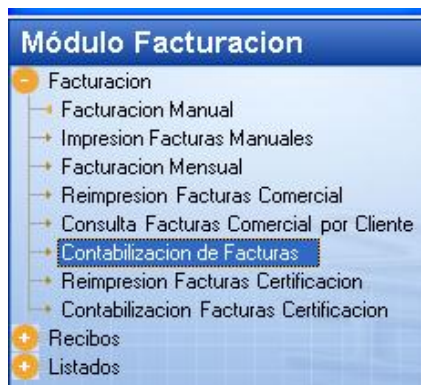 Módulo Facturacion
Facturacion
Facturacion Manual
Impresion Facturas Manuales
Facturacion Mensual
Reimpresion Facturas Comercial
Consulta Facturas Comercial por Cliente
Contabilizacion de Facturas
Reimpresion Facturas Certificacion
Contabilizacion Facturas Certificacion
Recibos
Listados